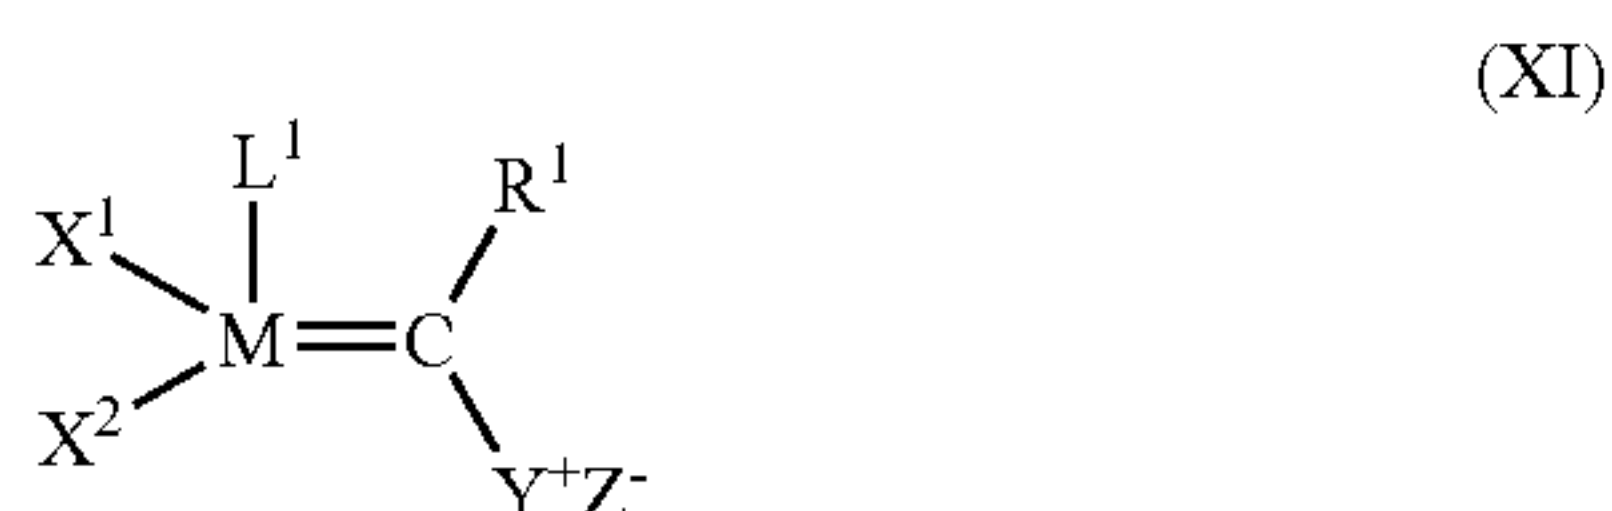 (XI)
L¹
R¹
X¹
M=C
X²
Y⁺Z⁻